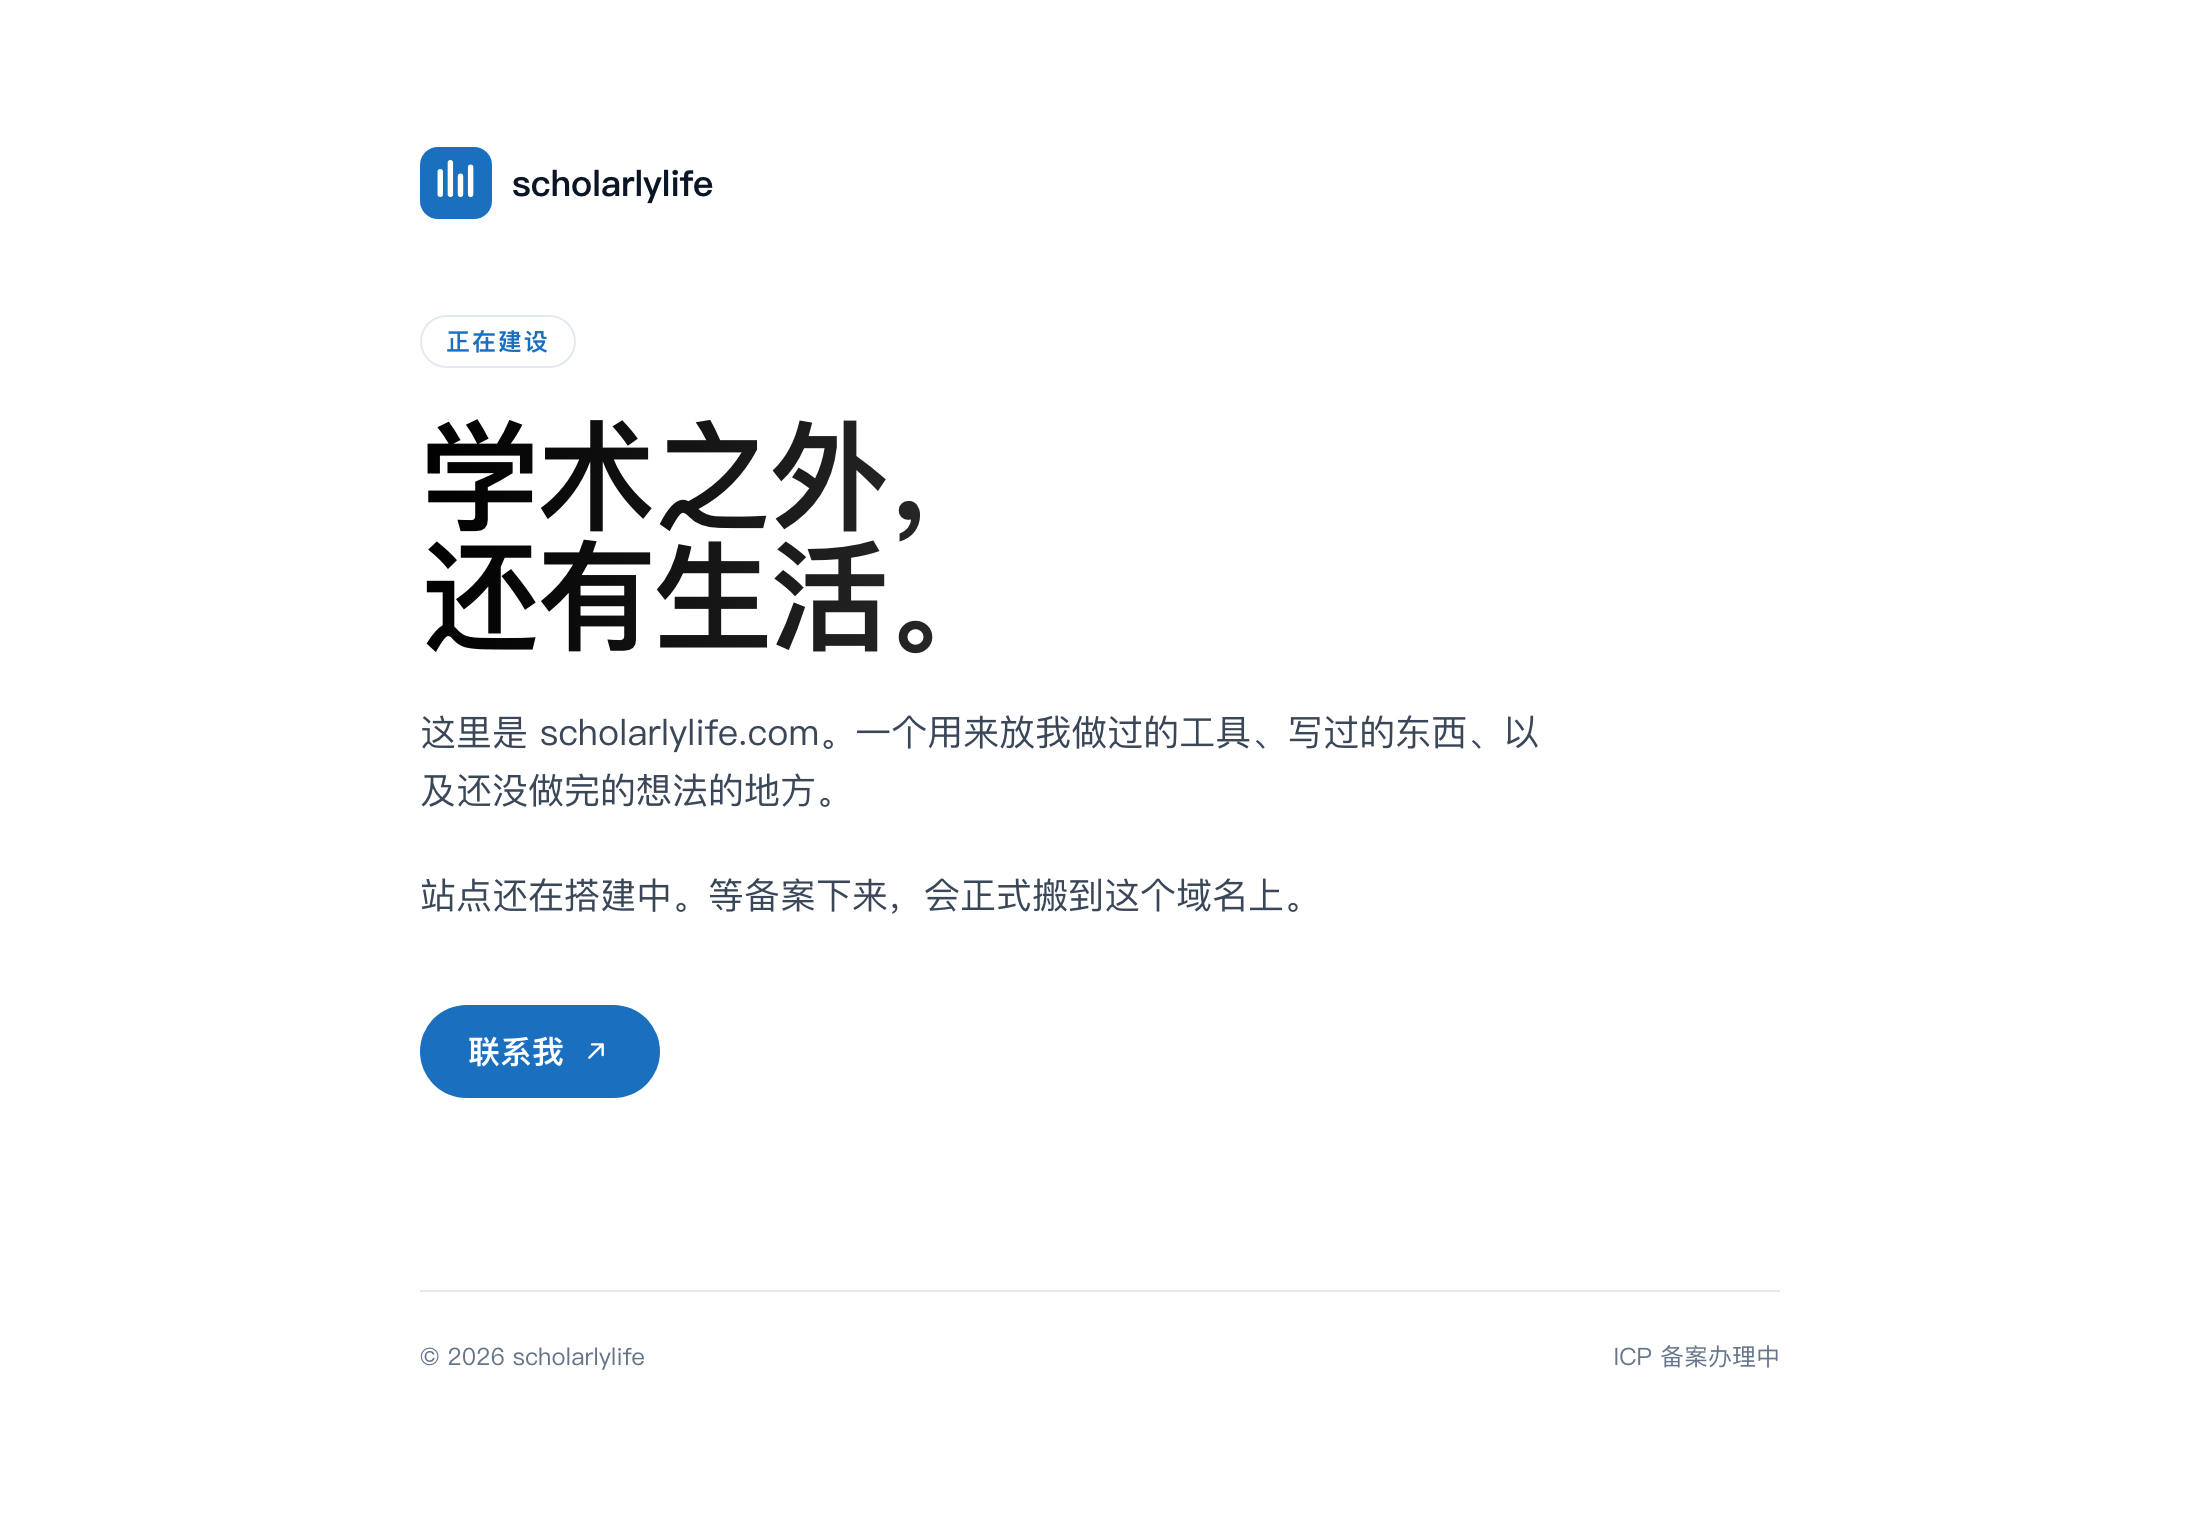 scholarlylife
正在建设
学术之外，
还有生活。
这里是 scholarlylife.com。一个用来放我做过的工具、写过的东西、以
及还没做完的想法的地方。
站点还在搭建中。等备案下来，会正式搬到这个域名上。
联系我 ↗
© 2026 scholarlylife
ICP 备案办理中